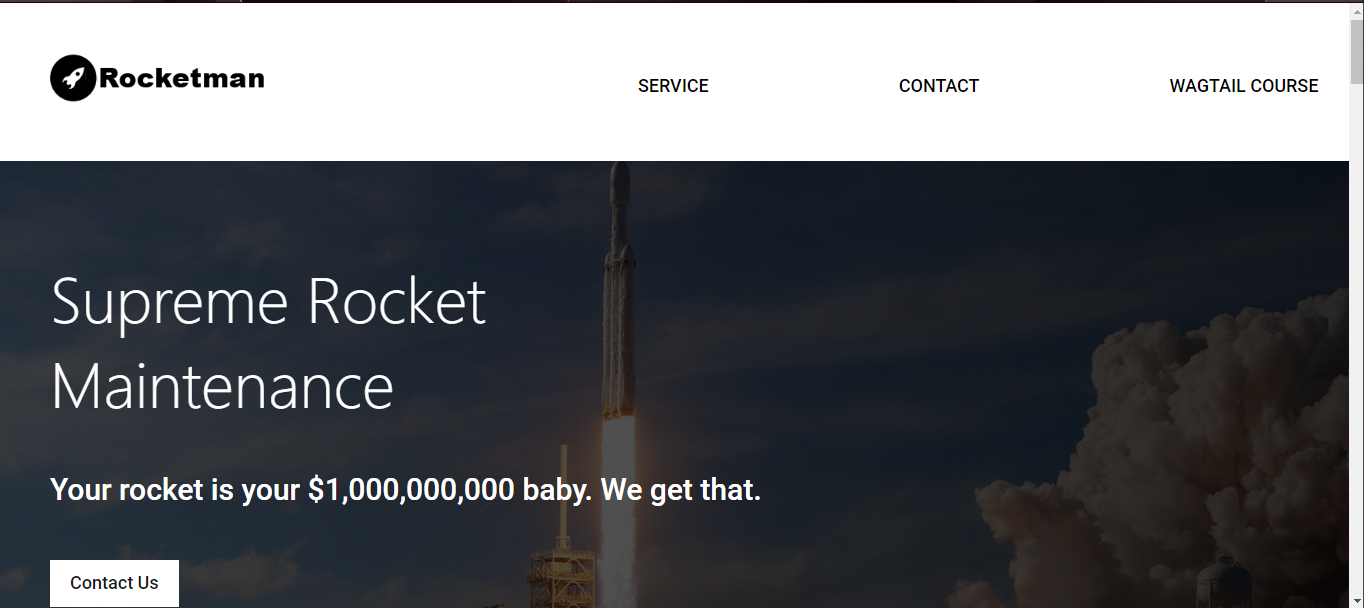 Rocketman
SERVICE
CONTACT
WAGTAIL COURSE
Supreme Rocket
Maintenance
Your rocket is your $1,000,000,000 baby. We get that.
Contact Us